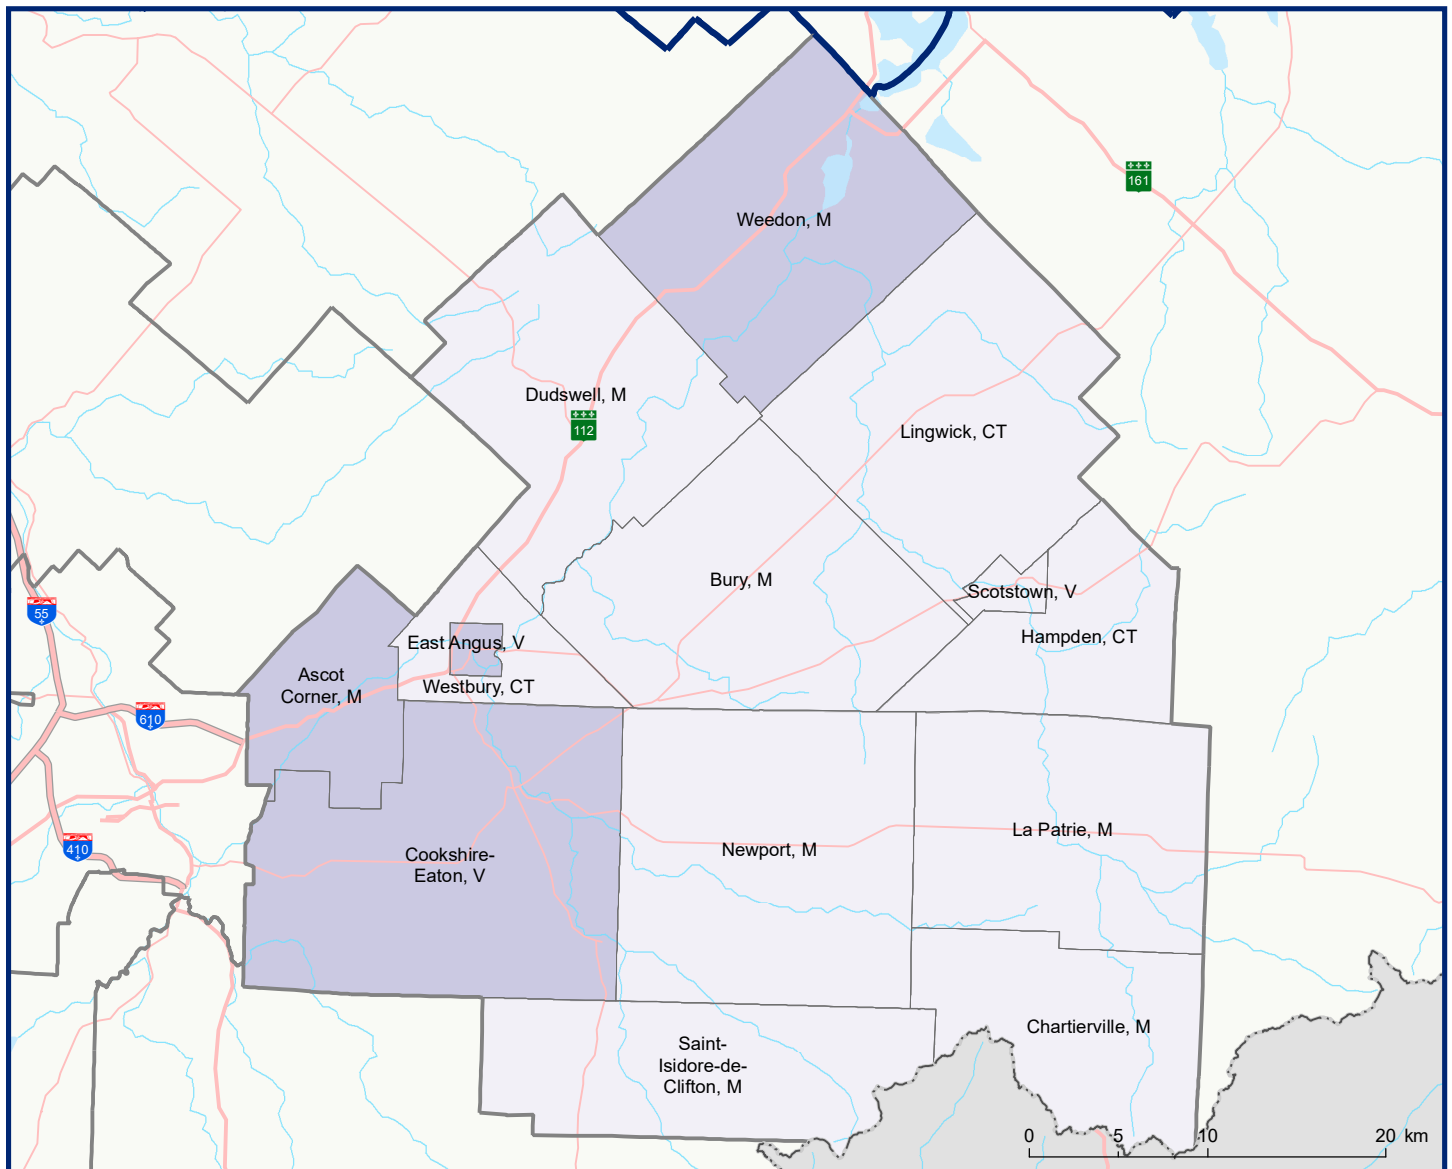 161
Weedon, M
Dudswell, M
112
Lingwick, CT
Bury, M
Scotstown, V
55
Hampden, CT
East Angus, V
Ascot
Corner, M
Westbury, CT
610
La Patrie, M
410
Newport, M
Cookshire-
Eaton, V
Chartierville, M
Saint-
Isidore-de-
Clifton, M
0 5 10 20 km